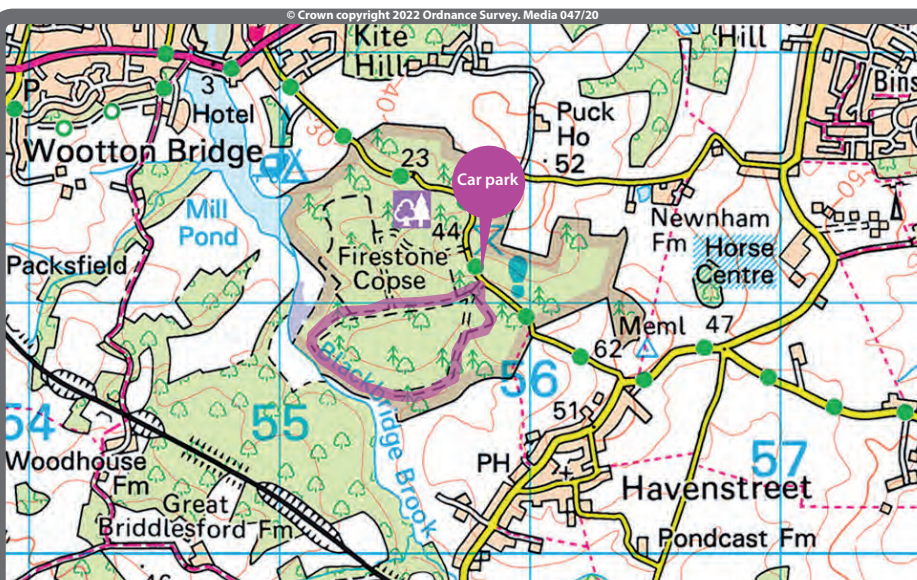 © Crown copyright 2022 Ordnance Survey. Media 047/20
Kite
Hill
Hill
P
3
Hotel
40
Bins
Puck
Ho
52
Wootton Bridge
23
Car park
50
Mill
Pond
44
Newnham
Fm
Horse
Centre
Firestone
Copse
Packsfield
Meml
47
62
Blackbridge Brook
56
54
55
51
57
Woodhouse
Fm
PH
Havenstreet
Great
Briddlesford Fm
Pondcast Fm
46